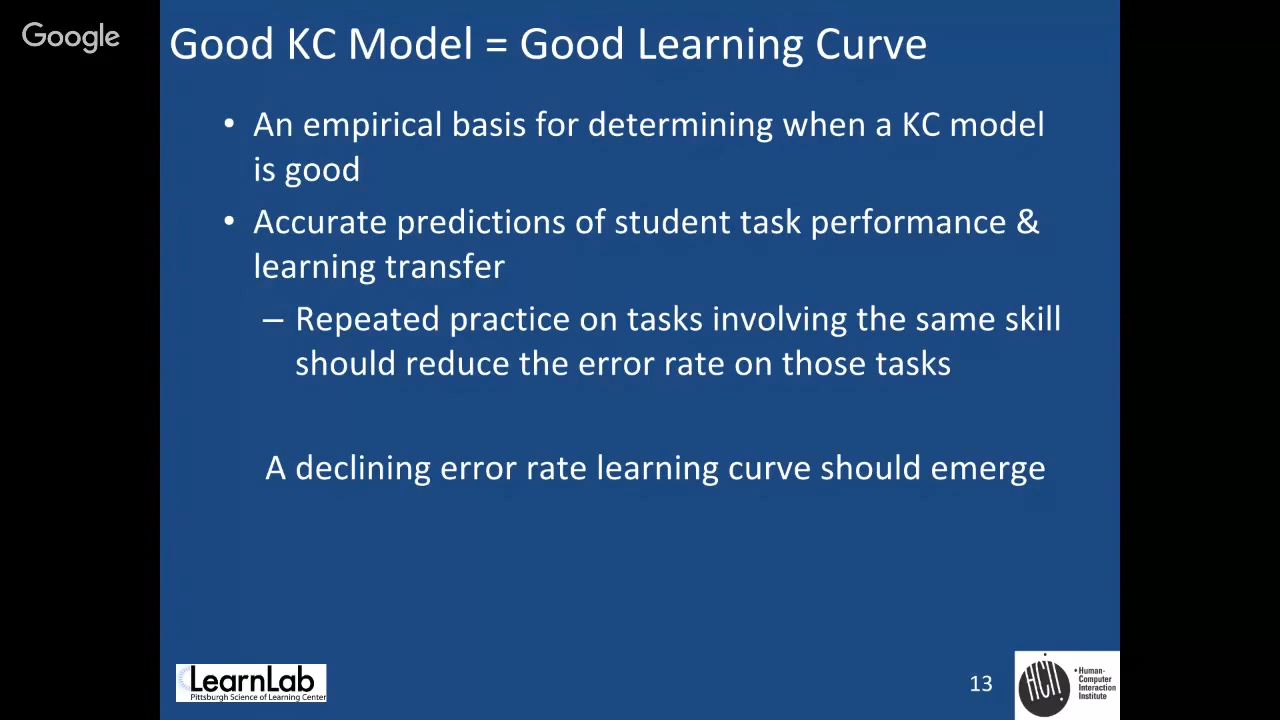 Google
Good KC Model = Good Learning Curve
• An empirical basis for determining when a KC model
is good
• Accurate predictions of student task performance &
learning transfer
– Repeated practice on tasks involving the same skill
should reduce the error rate on those tasks
A declining error rate learning curve should emerge
LearnLab
Pittsburgh Science of Learning Center
13
HCII
• Human-
Computer
Interaction
Institute